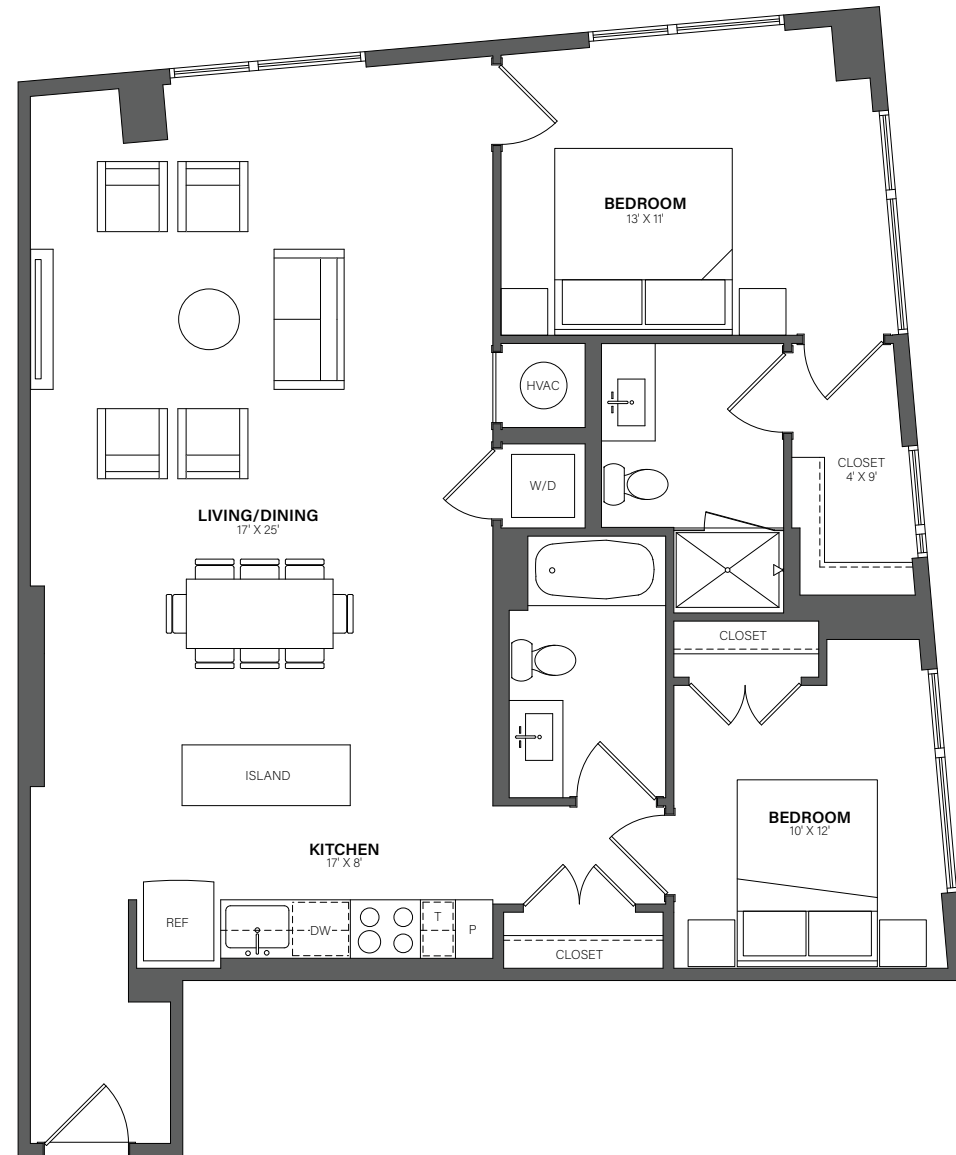 BEDROOM
13' X 11'
HVAC
CLOSET
4' X 9'
W/D
LIVING/DINING
17' X 25'
CLOSET
ISLAND
BEDROOM
10' X 12'
KITCHEN
17' X 8'
REF
DW
T
P
CLOSET